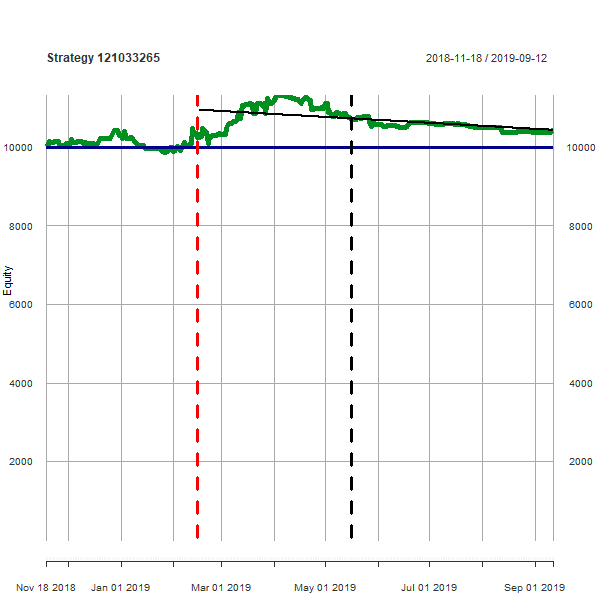 Strategy 121033265
2018-11-18 / 2019-09-12
10000
10000
8000
8000
Equity
6000
6000
4000
4000
2000
2000
Nov 18 2018
Jan 01 2019
Mar 01 2019
May 01 2019
Jul 01 2019
Sep 01 2019